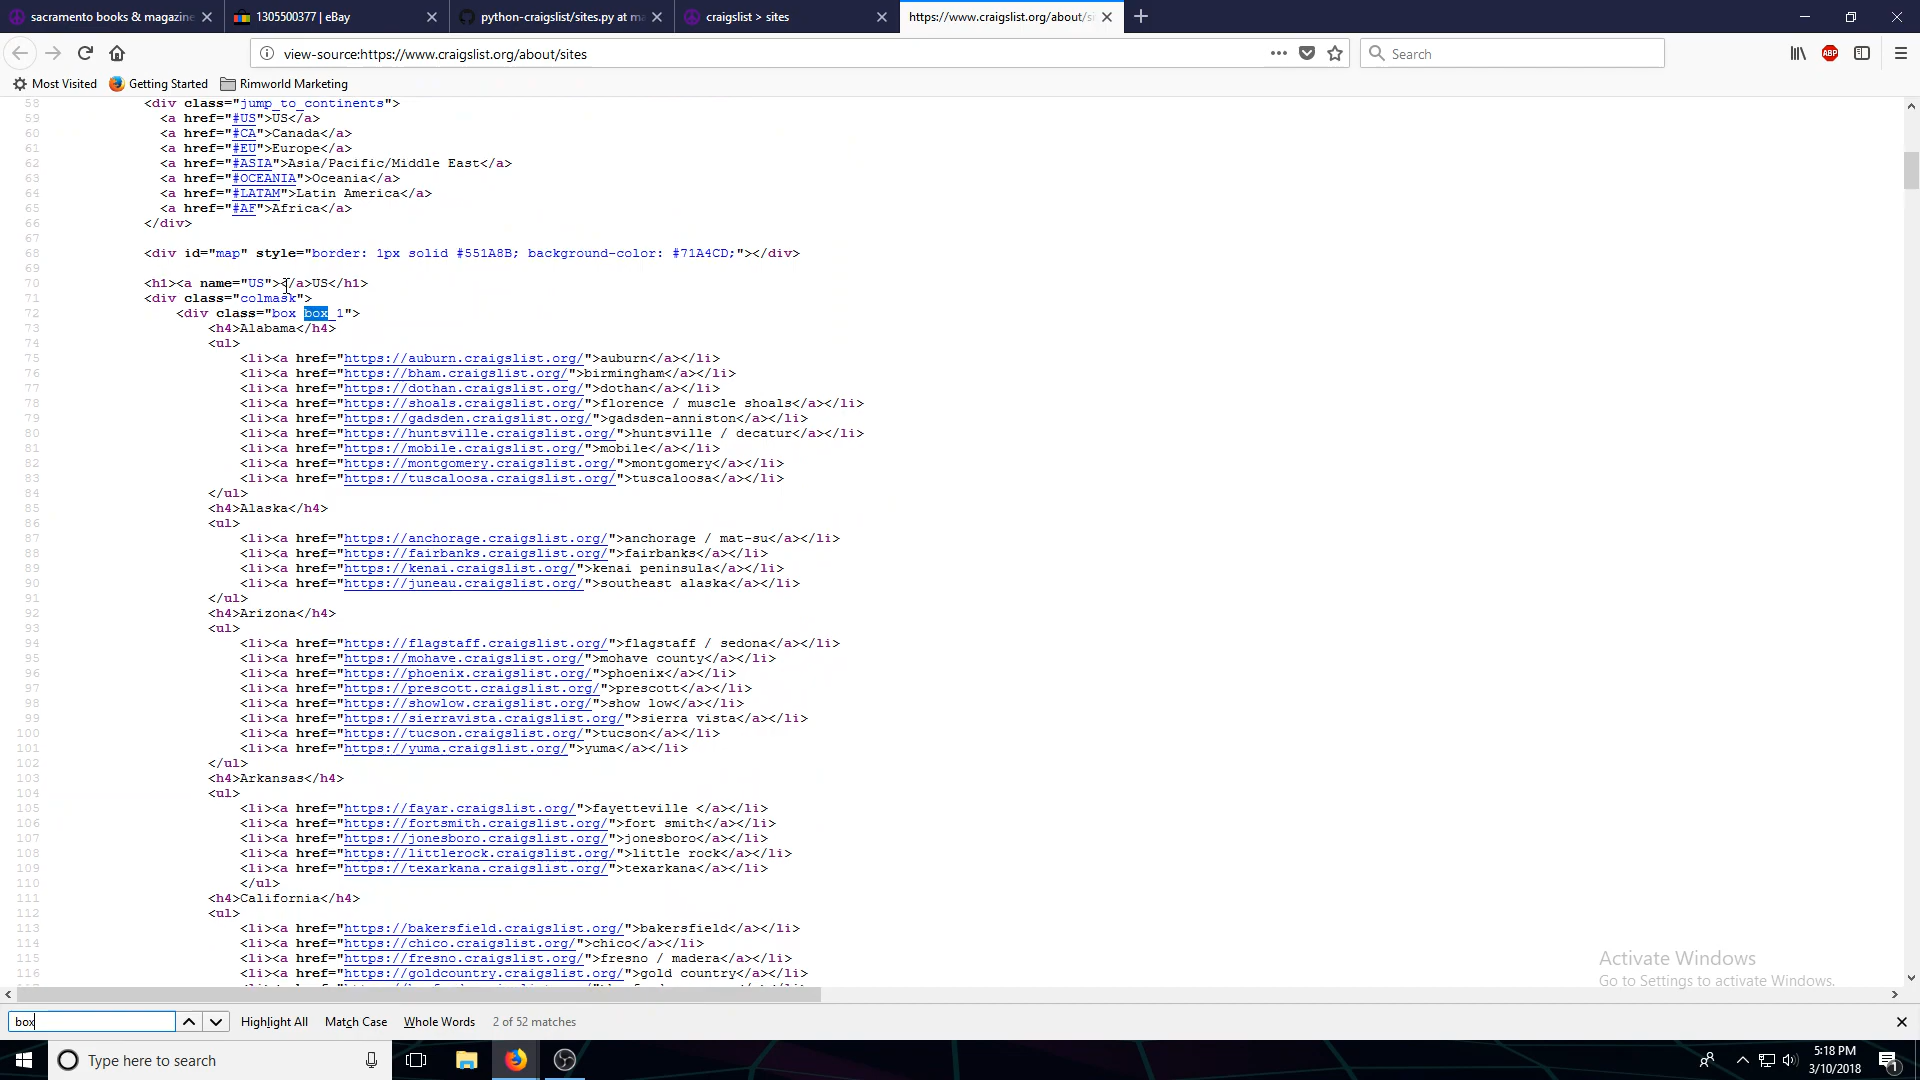 sacramento books & magazine
1305500377 | eBay
python-craigslist/sites.py at ma
craigslist > sites
https://www.craigslist.org/about/si
view-source:https://www.craigslist.org/about/sites
Search
Most Visited
Getting Started
Rimworld Marketing
58 <div class="jump_to_continents">
59 <a href="#US">US</a>
60 <a href="#CA">Canada</a>
61 <a href="#EU">Europe</a>
62 <a href="#ASIA">Asia/Pacific/Middle East</a>
63 <a href="#OCEANIA">Oceania</a>
64 <a href="#LATAM">Latin America</a>
65 <a href="#AF">Africa</a>
66 </div>
67
68 <div id="map" style="border: 1px solid #551A8B; background-color: #71A4CD;"></div>
69
70 <h1><a name="US"></a>US</h1>
71 <div class="colmask">
72 <div class="box box_1">
73 <h4>Alabama</h4>
74 <ul>
75 <li><a href="https://auburn.craigslist.org/">auburn</a></li>
76 <li><a href="https://bham.craigslist.org/">birmingham</a></li>
77 <li><a href="https://dothan.craigslist.org/">dothan</a></li>
78 <li><a href="https://shoals.craigslist.org/">florence / muscle shoals</a></li>
79 <li><a href="https://gadsden.craigslist.org/">gadsden-anniston</a></li>
80 <li><a href="https://huntsville.craigslist.org/">huntsville / decatur</a></li>
81 <li><a href="https://mobile.craigslist.org/">mobile</a></li>
82 <li><a href="https://montgomery.craigslist.org/">montgomery</a></li>
83 <li><a href="https://tuscaloosa.craigslist.org/">tuscaloosa</a></li>
84 </ul>
85 <h4>Alaska</h4>
86 <ul>
87 <li><a href="https://anchorage.craigslist.org/">anchorage / mat-su</a></li>
88 <li><a href="https://fairbanks.craigslist.org/">fairbanks</a></li>
89 <li><a href="https://kenai.craigslist.org/">kenai peninsula</a></li>
90 <li><a href="https://juneau.craigslist.org/">southeast alaska</a></li>
91 </ul>
92 <h4>Arizona</h4>
93 <ul>
94 <li><a href="https://flagstaff.craigslist.org/">flagstaff / sedona</a></li>
95 <li><a href="https://mohave.craigslist.org/">mohave county</a></li>
96 <li><a href="https://phoenix.craigslist.org/">phoenix</a></li>
97 <li><a href="https://prescott.craigslist.org/">prescott</a></li>
98 <li><a href="https://showlow.craigslist.org/">show low</a></li>
99 <li><a href="https://sierravista.craigslist.org/">sierra vista</a></li>
100 <li><a href="https://tucson.craigslist.org/">tucson</a></li>
101 <li><a href="https://yuma.craigslist.org/">yuma</a></li>
102 </ul>
103 <h4>Arkansas</h4>
104 <ul>
105 <li><a href="https://fayar.craigslist.org/">fayetteville </a></li>
106 <li><a href="https://fortsmith.craigslist.org/">fort smith</a></li>
107 <li><a href="https://jonesboro.craigslist.org/">jonesboro</a></li>
108 <li><a href="https://littlerock.craigslist.org/">little rock</a></li>
109 <li><a href="https://texarkana.craigslist.org/">texarkana</a></li>
110 </ul>
111 <h4>California</h4>
112 <ul>
113 <li><a href="https://bakersfield.craigslist.org/">bakersfield</a></li>
114 <li><a href="https://chico.craigslist.org/">chico</a></li>
115 <li><a href="https://fresno.craigslist.org/">fresno / madera</a></li>
116 <li><a href="https://goldcountry.craigslist.org/">gold country</a></li>
Activate Windows
Go to Settings to activate Windows.
box
Highlight All
Match Case
Whole Words
2 of 52 matches
Type here to search
5:18 PM
3/10/2018
1
ABP